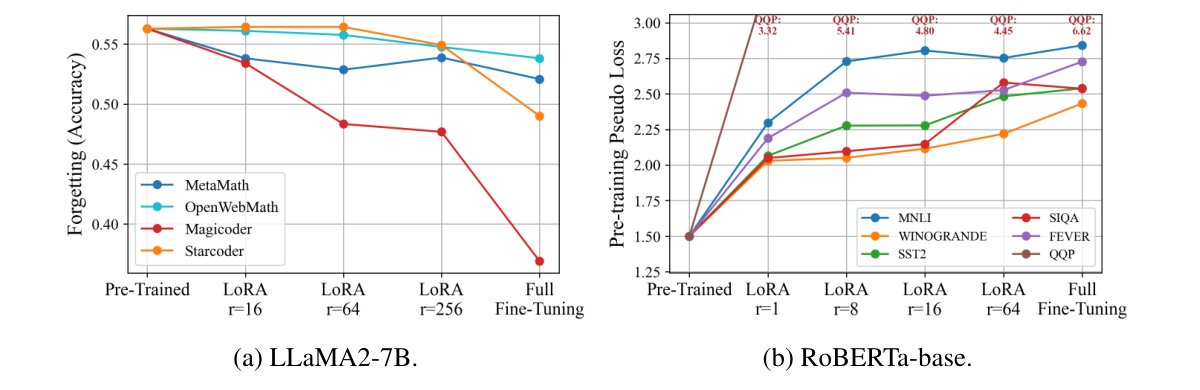 Forgetting (Accuracy)
0.55
0.50
0.45
0.40
MetaMath
OpenWebMath
Magicoder
Starcoder
Pre-Trained
LoRA
r=16
LoRA
r=64
LoRA
r=256
Full
Fine-Tuning
(a) LLaMA2-7B.
Pre-training Pseudo Loss
3.00
2.75
2.50
2.25
2.00
1.75
1.50
1.25
QQP:
3.32
QQP:
5.41
QQP:
4.80
QQP:
4.45
QQP:
6.62
MNLI
WINOGRANDE
SST2
SIQA
FEVER
QQP
Pre-Trained
LoRA
r=1
LoRA
r=8
LoRA
r=16
LoRA
r=64
Full
Fine-Tuning
(b) RoBERTa-base.